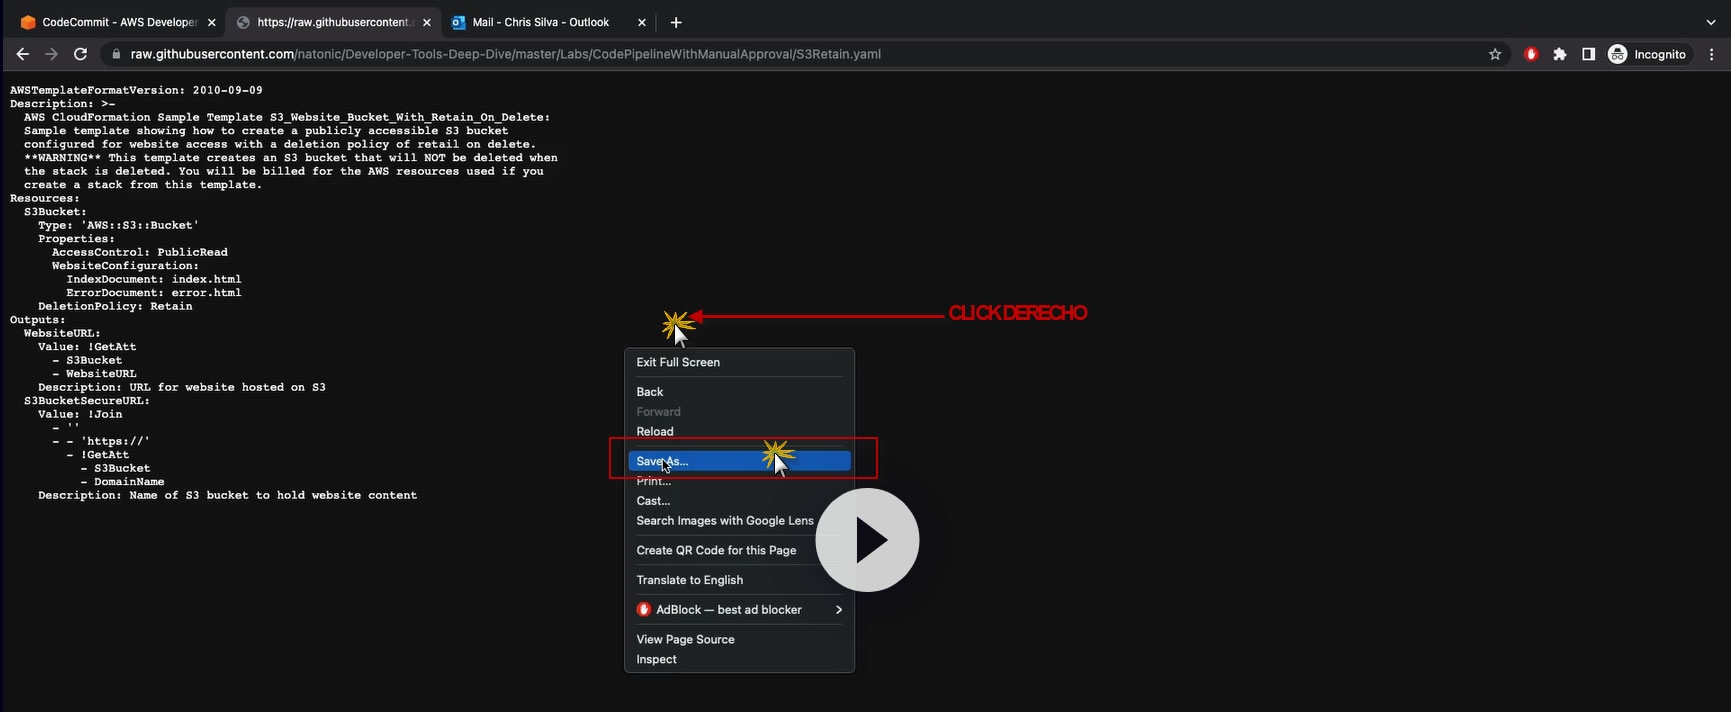 CodeCommit - AWS Developer
https://raw.githubusercontent.
Mail - Chris Silva - Outlook
raw.githubusercontent.com/natonic/Developer-Tools-Deep-Dive/master/Labs/CodePipelineWithManualApproval/S3Retain.yaml
Incognito
AWSTemplateFormatVersion: 2010-09-09
Description: >-
  AWS CloudFormation Sample Template S3_Website_Bucket_With_Retain_On_Delete:
  Sample template showing how to create a publicly accessible S3 bucket
  configured for website access with a deletion policy of retail on delete.
  **WARNING** This template creates an S3 bucket that will NOT be deleted when
  the stack is deleted. You will be billed for the AWS resources used if you
  create a stack from this template.
Resources:
  S3Bucket:
    Type: 'AWS::S3::Bucket'
    Properties:
      AccessControl: PublicRead
      WebsiteConfiguration:
        IndexDocument: index.html
        ErrorDocument: error.html
    DeletionPolicy: Retain
Outputs:
  WebsiteURL:
    Value: !GetAtt
      - S3Bucket
      - WebsiteURL
    Description: URL for website hosted on S3
  S3BucketSecureURL:
    Value: !Join
      - ''
      - - 'https://'
        - !GetAtt
          - S3Bucket
          - DomainName
    Description: Name of S3 bucket to hold website content
CLICK DERECHO
Exit Full Screen
Back
Forward
Reload
Save As...
Print...
Cast...
Search Images with Google Lens
Create QR Code for this Page
Translate to English
AdBlock — best ad blocker
View Page Source
Inspect